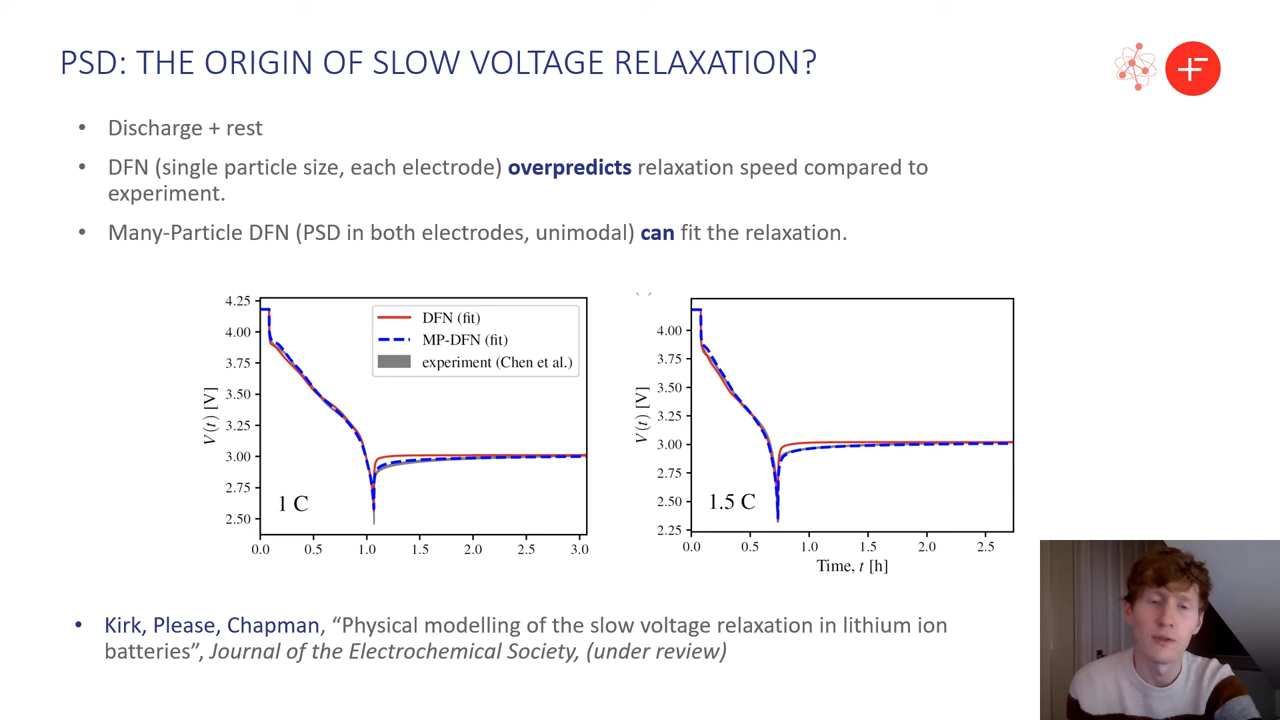 PSD: THE ORIGIN OF SLOW VOLTAGE RELAXATION?
• Discharge + rest
• DFN (single particle size, each electrode) overpredicts relaxation speed compared to
experiment.
• Many-Particle DFN (PSD in both electrodes, unimodal) can fit the relaxation.
4.25
4.00
3.75
3.50
3.25
3.00
2.75
2.50
V(t) [V]
DFN (fit)
MP-DFN (fit)
experiment (Chen et al.)
1 C
0.0 0.5 1.0 1.5 2.0 2.5 3.0
4.00
3.75
3.50
3.25
3.00
2.75
2.50
2.25
V(t) [V]
1.5 C
0.0 0.5 1.0 1.5 2.0 2.5
Time, t [h]
• Kirk, Please, Chapman, “Physical modelling of the slow voltage relaxation in lithium ion
batteries”, Journal of the Electrochemical Society, (under review)